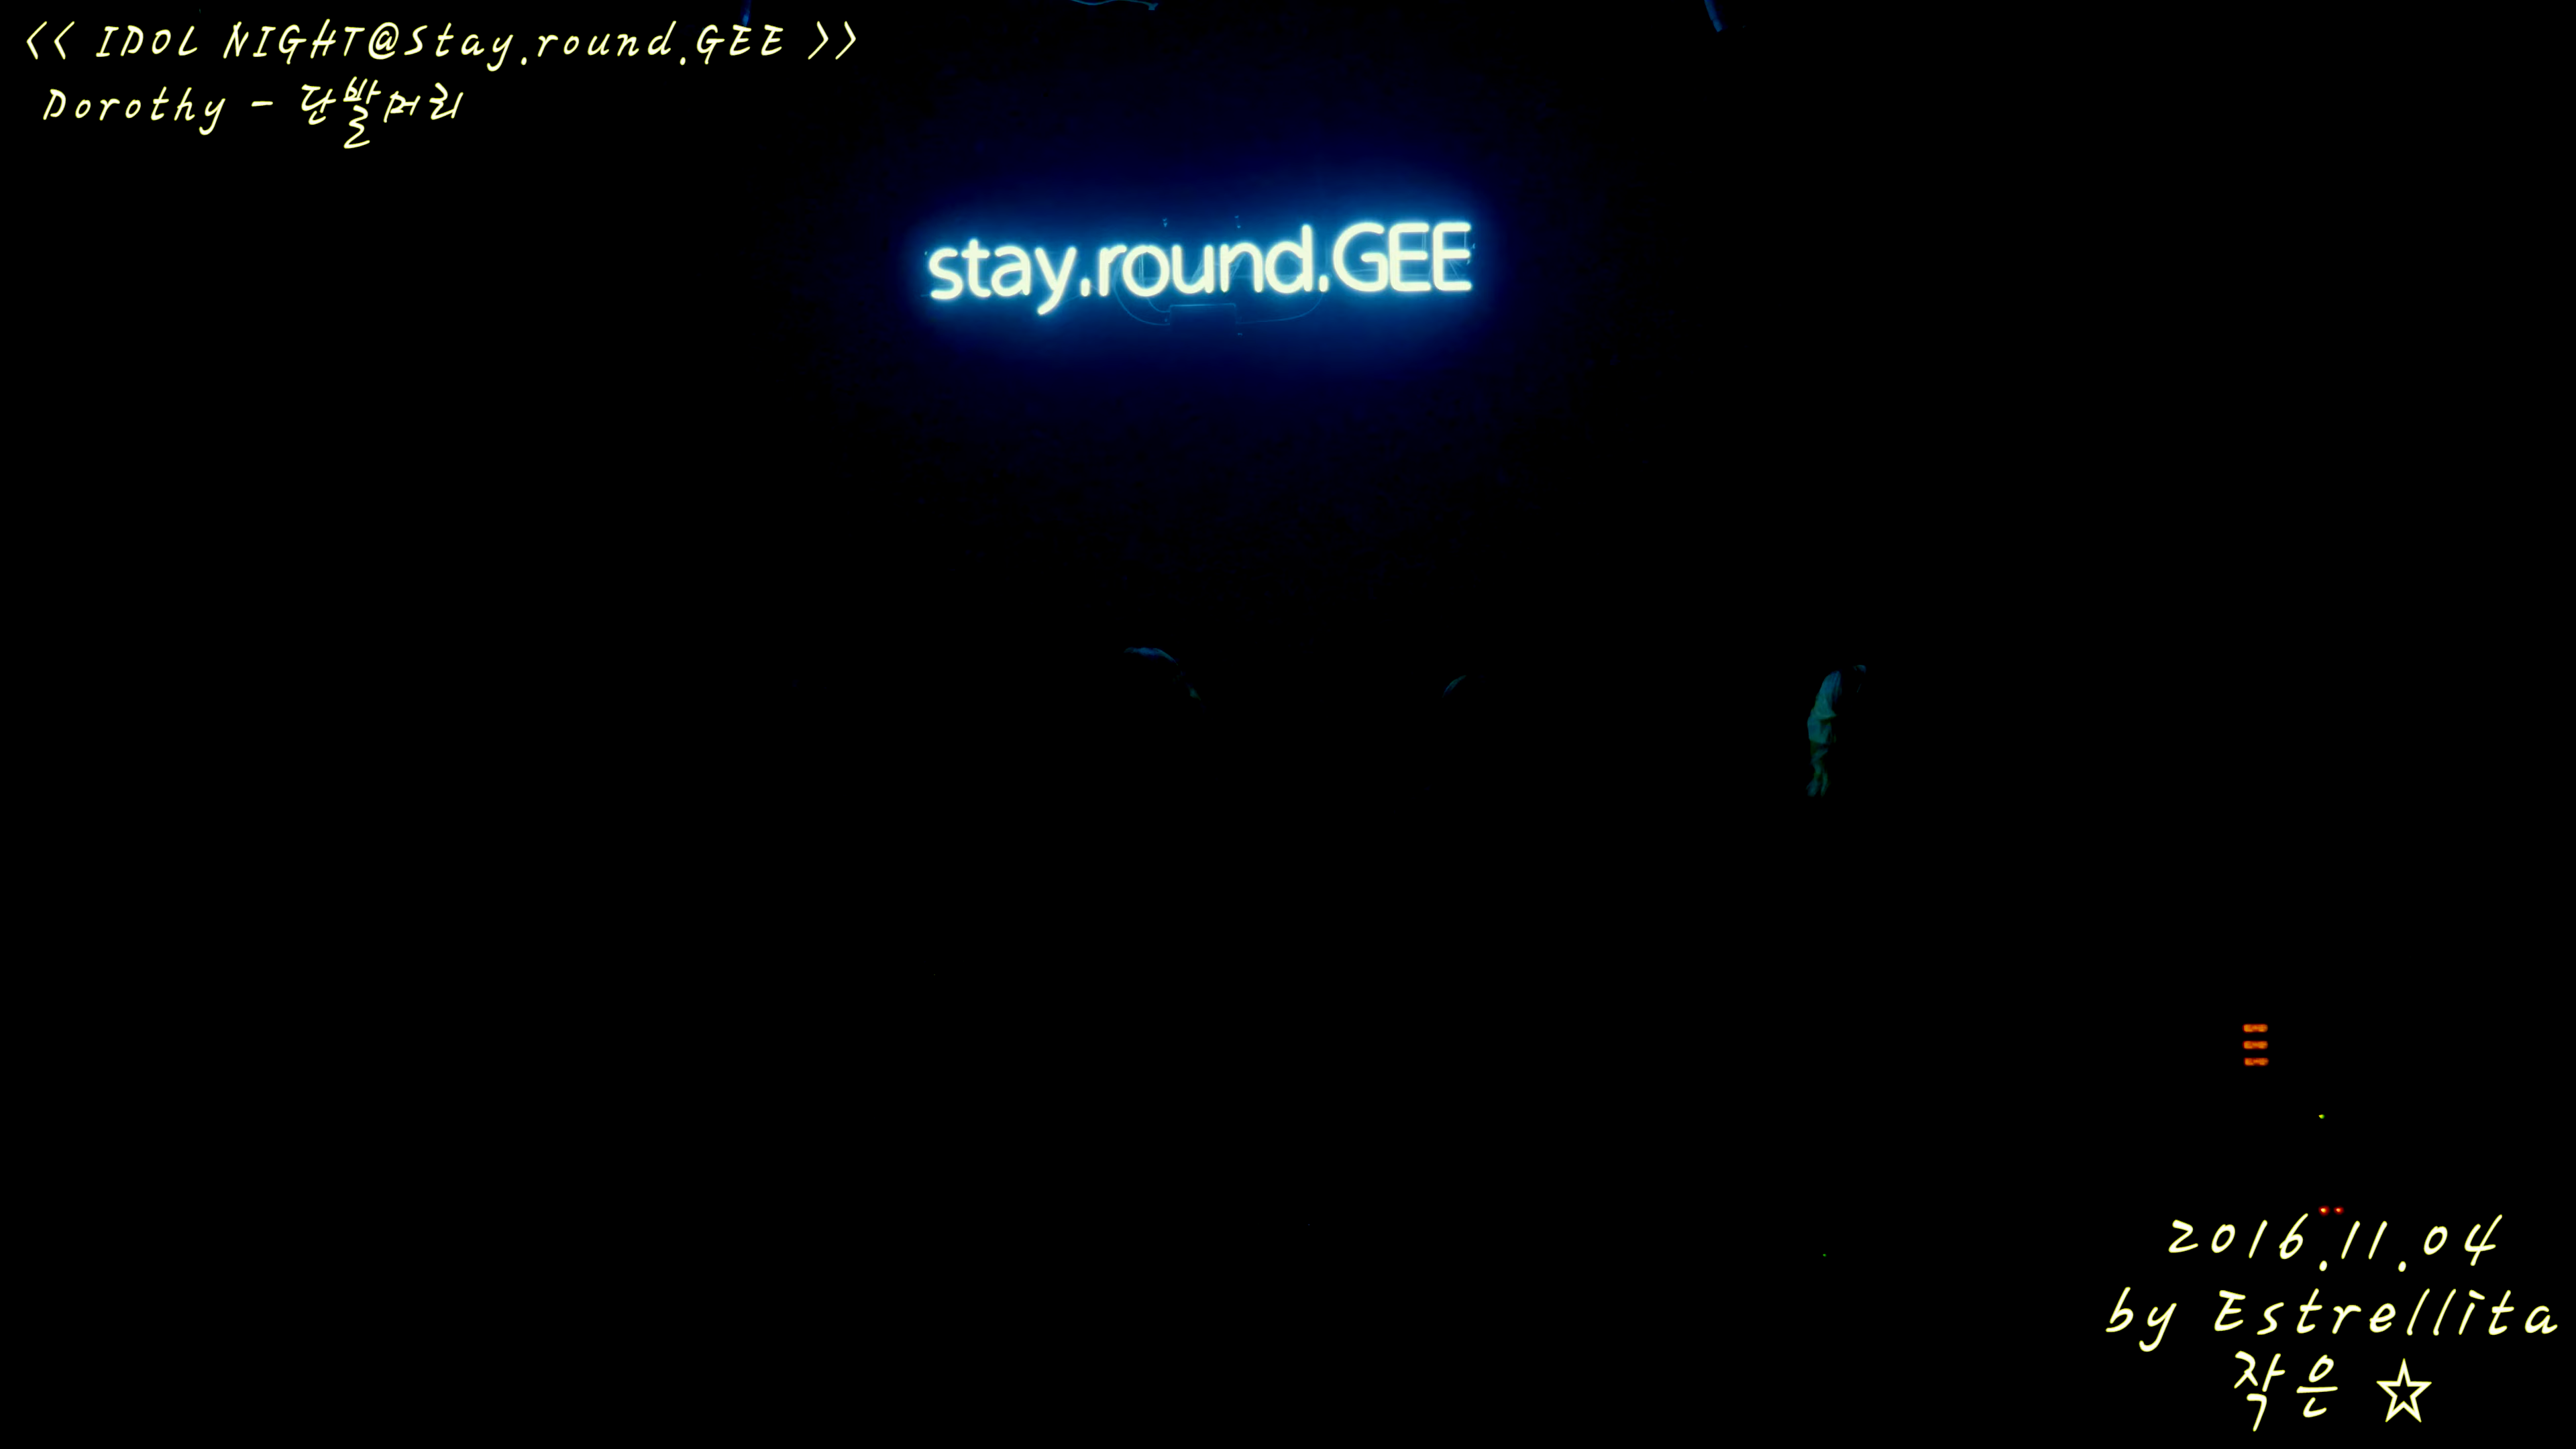 << IDOL NIGHT@Stay.round.GEE >>
Dorothy - 단발머리
stay.round.GEE
2016.11.04
by Estrellita
작은 ☆